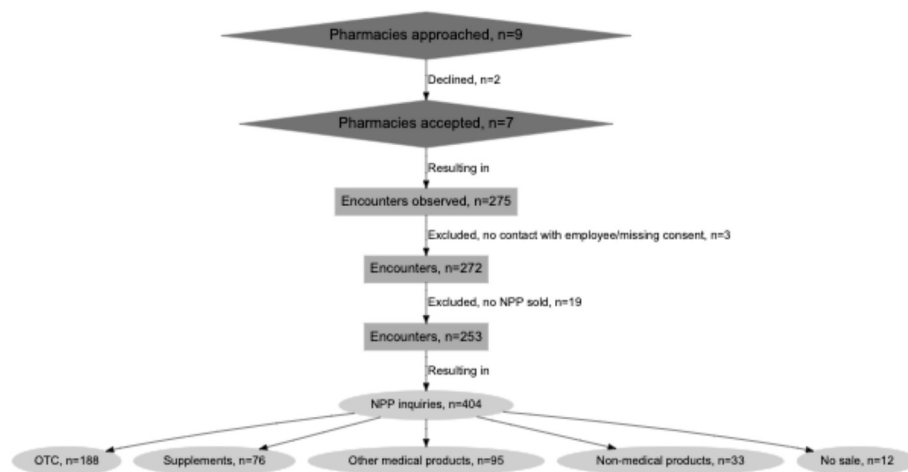 Pharmacies approached, n=9
Declined, n=2
Pharmacies accepted, n=7
Resulting in
Encounters observed, n=275
Excluded, no contact with employee/missing consent, n=3
Encounters, n=272
Excluded, no NPP sold, n=19
Encounters, n=253
Resulting in
NPP inquiries, n=404
OTC, n=188
Supplements, n=76
Other medical products, n=95
Non-medical products, n=33
No sale, n=12